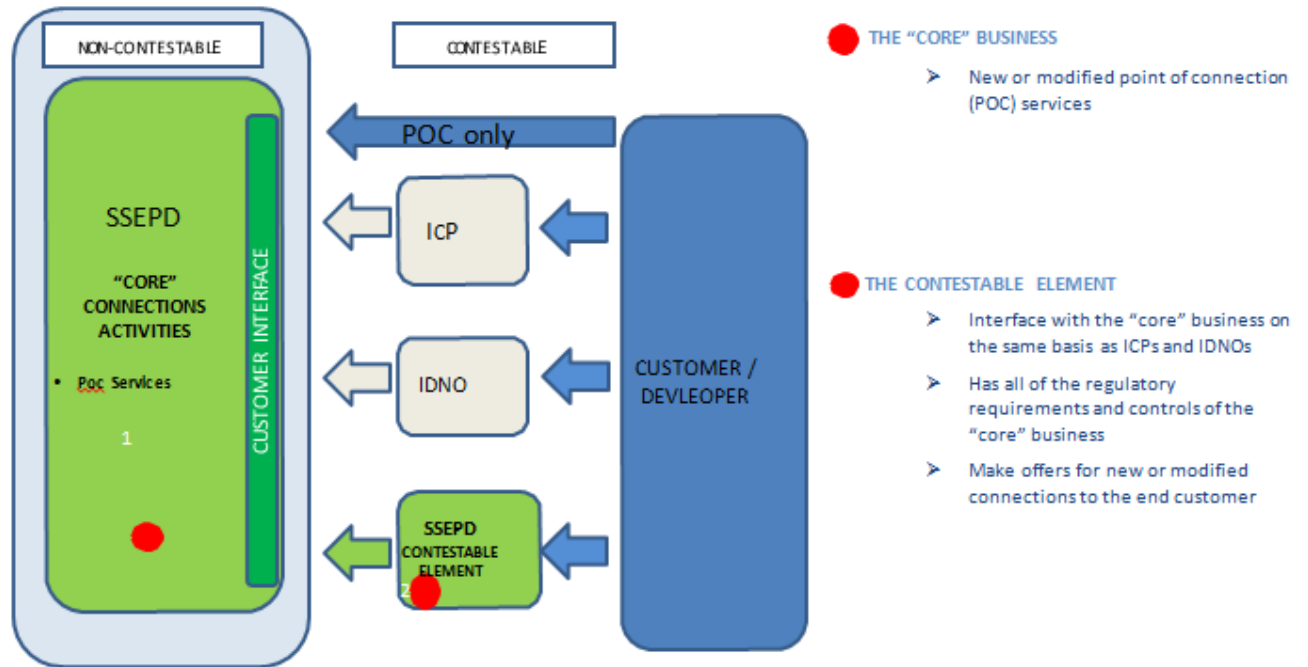 NON-CONTESTABLE
CONTESTABLE
SSEPD
“CORE”
CONNECTIONS
ACTIVITIES
• Poc Services
1
CUSTOMER INTERFACE
POC only
ICP
IDNO
SSEPD
CONTESTABLE
ELEMENT
2
CUSTOMER /
DEVLEOPER
THE “CORE” BUSINESS
➢ New or modified point of connection
(POC) services
THE CONTESTABLE ELEMENT
➢ Interface with the “core” business on
the same basis as ICPs and IDNOs
➢ Has all of the regulatory
requirements and controls of the
“core” business
➢ Make offers for new or modified
connections to the end customer